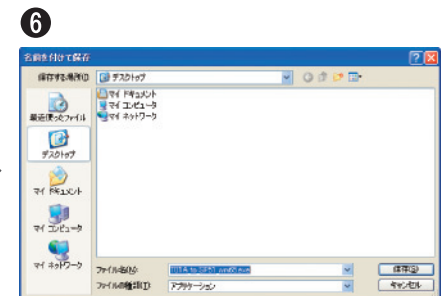 6
名前を付けて保存
保存する場所(I):
デスクトップ
マイ ドキュメント
マイ コンピュータ
マイ ネットワーク
最近使ったファイル
デスクトップ
マイ ドキュメント
マイ コンピュータ
マイ ネットワーク
ファイル名(N):
保存(S)
ファイルの種類(T):
アプリケーション
キャンセル